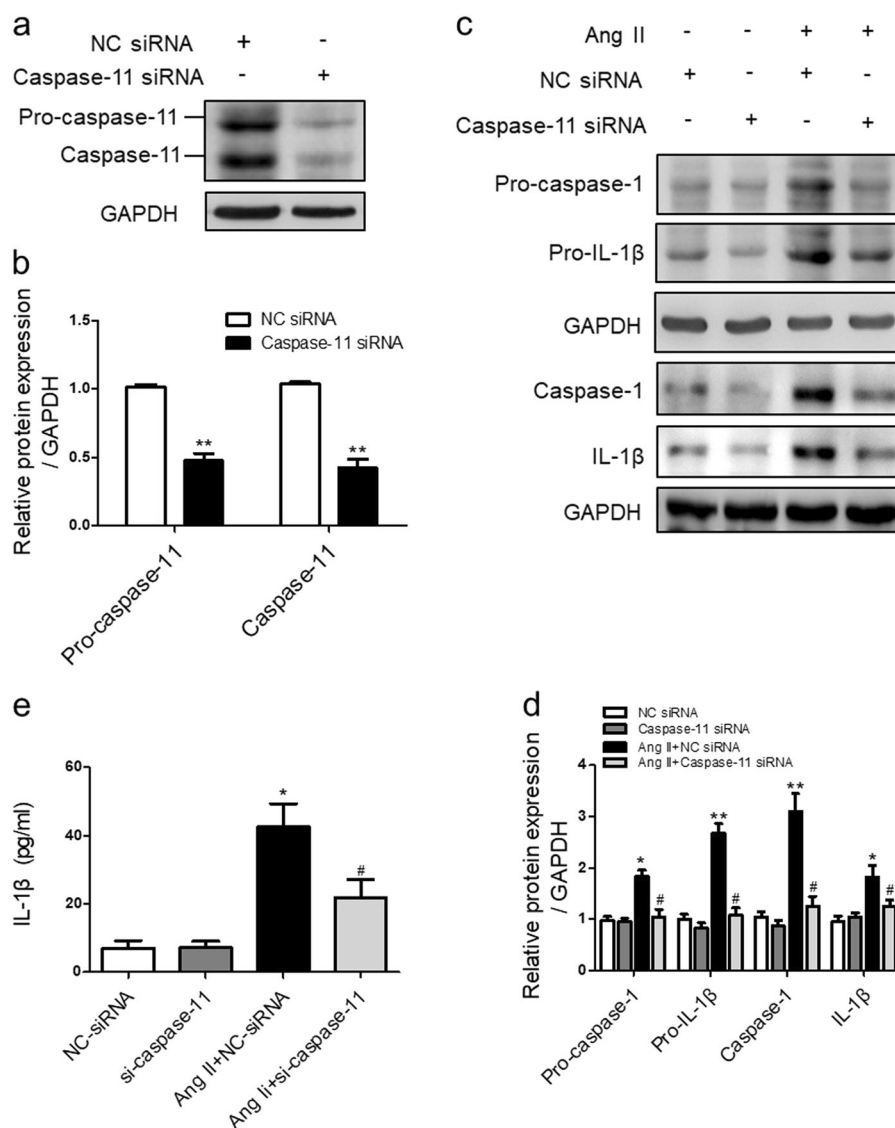 a
NC siRNA + -
Caspase-11 siRNA - +
Pro-caspase-11
Caspase-11
GAPDH
b
NC siRNA
Caspase-11 siRNA
Relative protein expression
/ GAPDH
1.5
1.0
0.5
0.0
** **
Pro-caspase-11
Caspase-11
c
Ang II - - + +
NC siRNA + - + -
Caspase-11 siRNA - + - +
Pro-caspase-1
Pro-IL-1β
GAPDH
Caspase-1
IL-1β
GAPDH
e
IL-1β (pg/ml)
60
40
20
0
* #
NC-siRNA
si-caspase-11
Ang II+NC-siRNA
Ang Ii+si-caspase-11
d
NC siRNA
Caspase-11 siRNA
Ang II+NC siRNA
Ang II+Caspase-11 siRNA
Relative protein expression
/ GAPDH
4
3
2
1
0
* # ** # ** # * #
Pro-caspase-1
Pro-IL-1β
Caspase-1
IL-1β